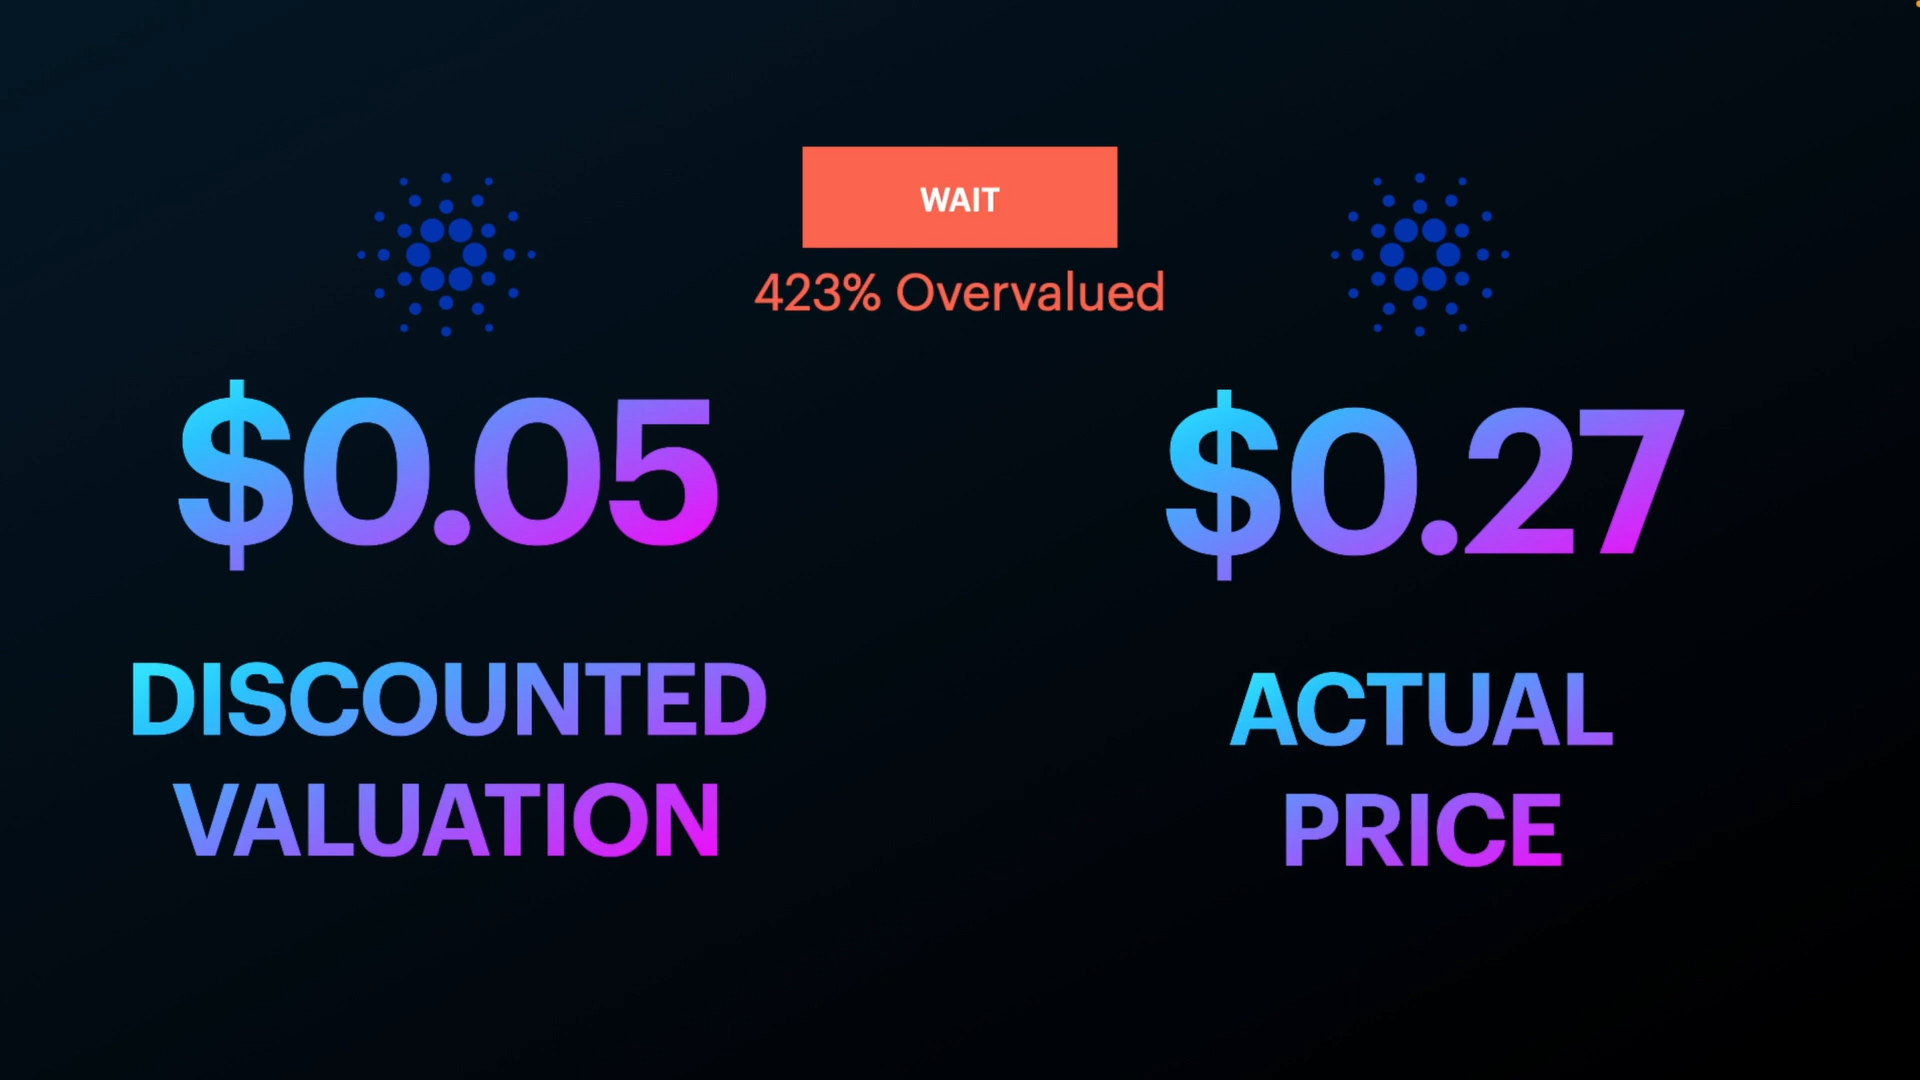 WAIT
423% Overvalued
$0.05
DISCOUNTED
VALUATION
$0.27
ACTUAL
PRICE